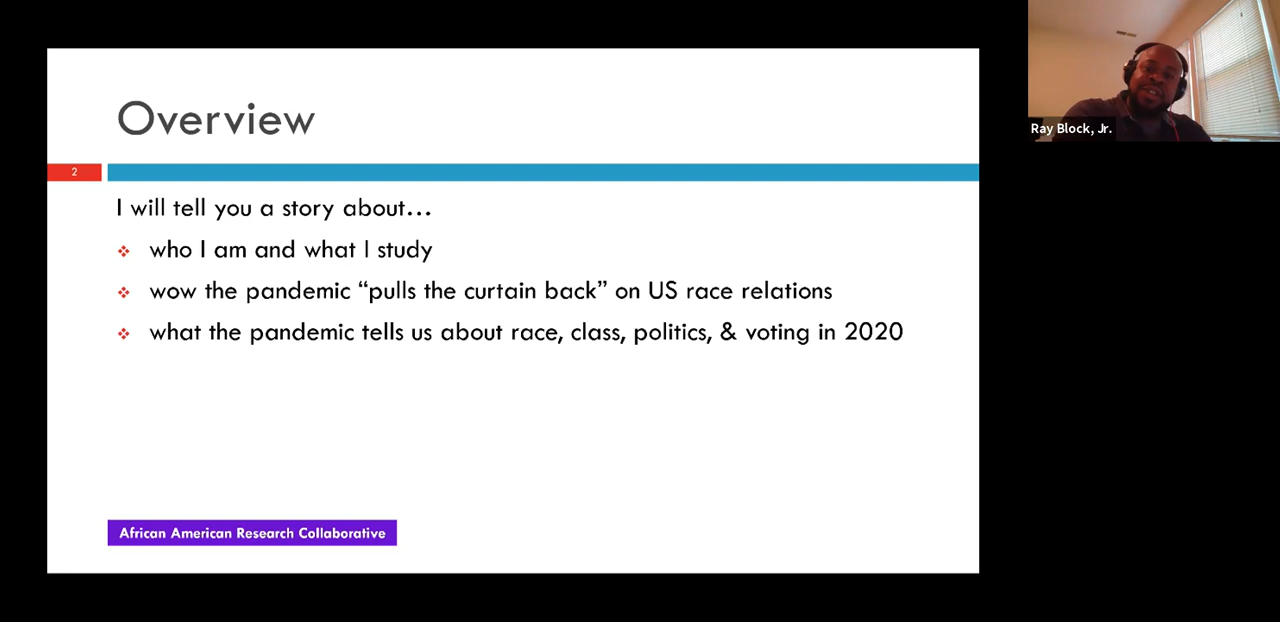 Overview
2
I will tell you a story about...
who I am and what I study
wow the pandemic “pulls the curtain back” on US race relations
what the pandemic tells us about race, class, politics, & voting in 2020
African American Research Collaborative
Ray Block, Jr.